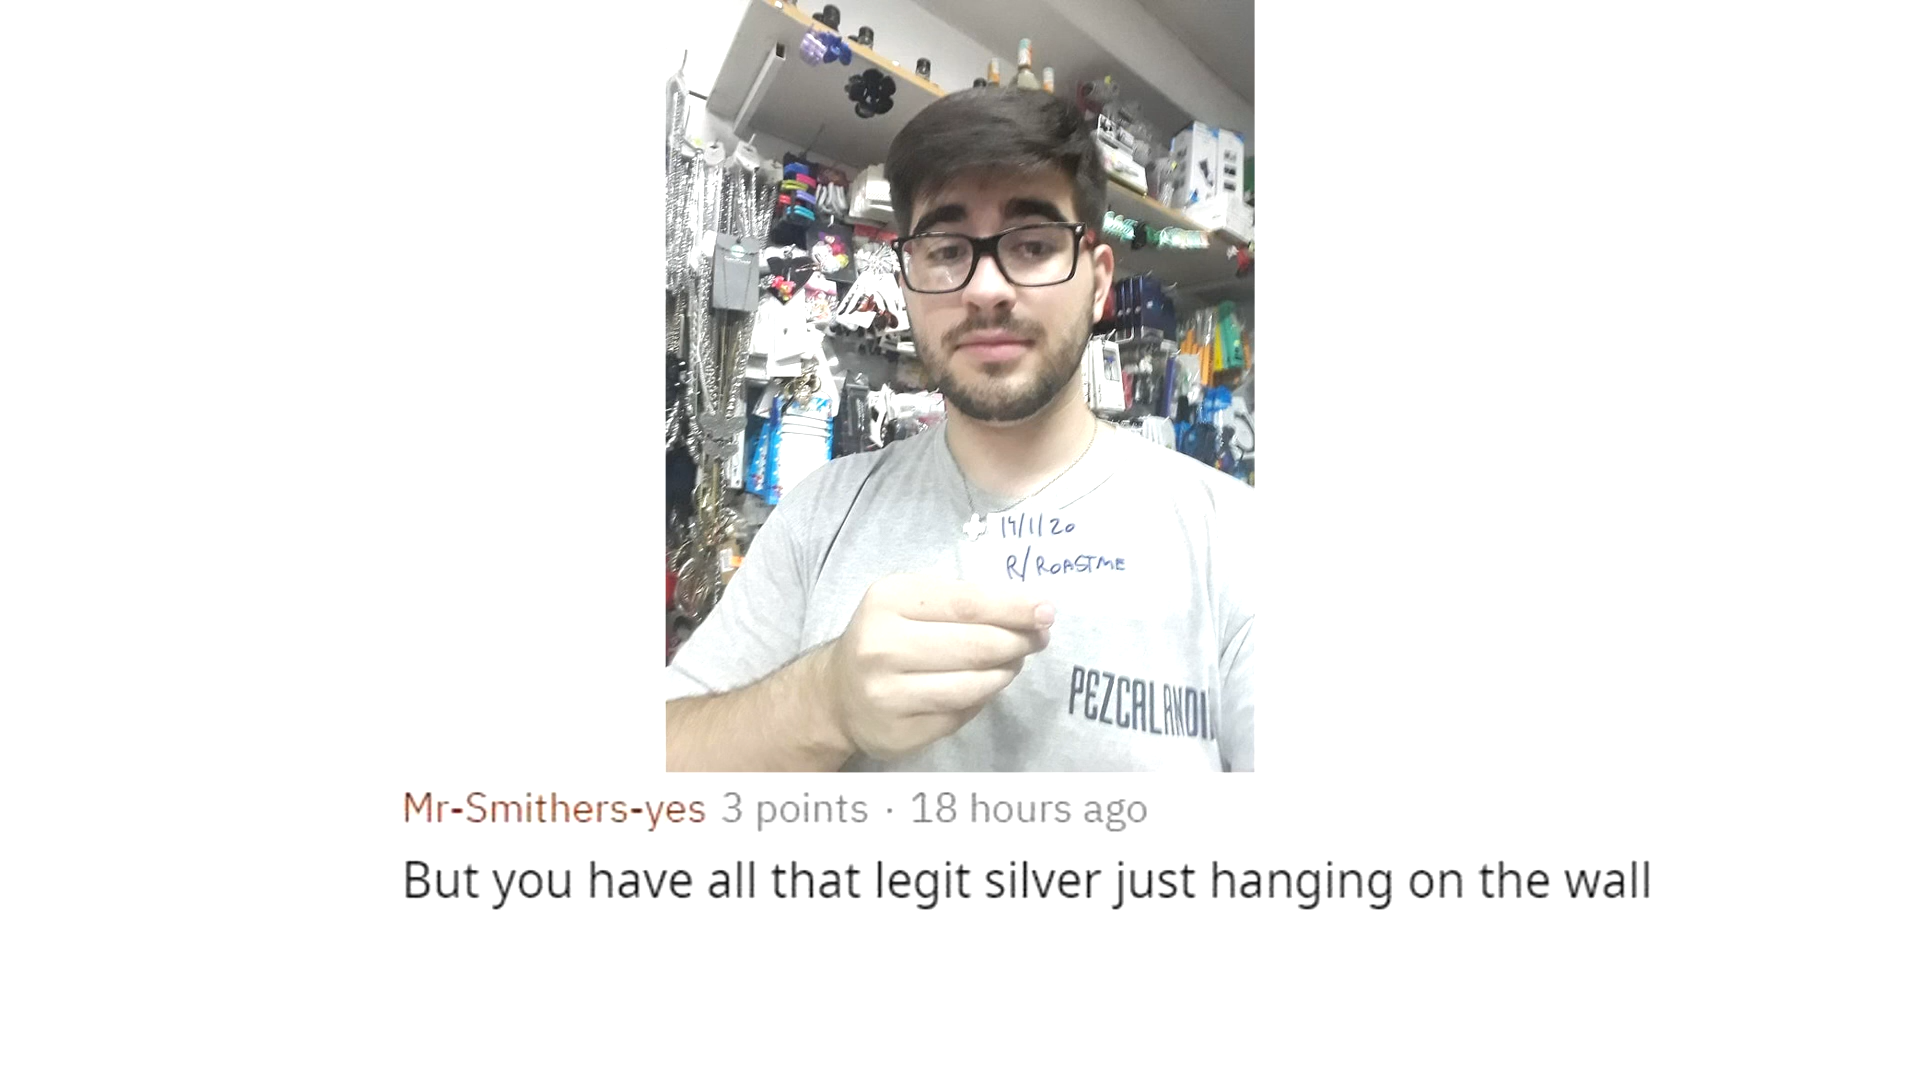 14/1/20
R/ROASTME
PEZCALANDI
Mr-Smithers-yes 3 points · 18 hours ago
But you have all that legit silver just hanging on the wall